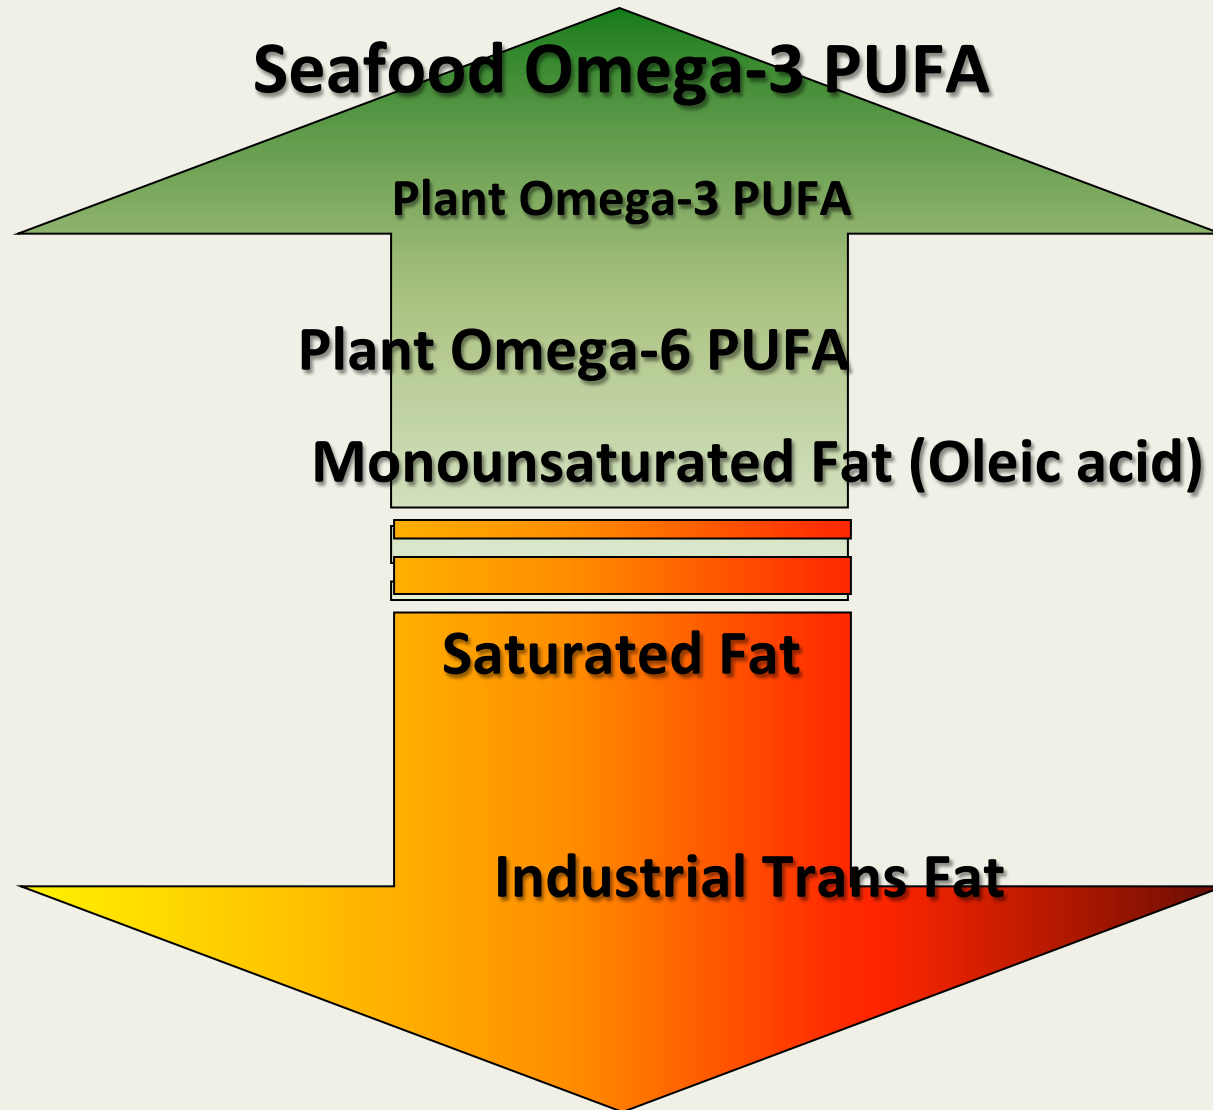 Seafood Omega-3 PUFA
Plant Omega-3 PUFA
Plant Omega-6 PUFA
Monounsaturated Fat (Oleic acid)
Saturated Fat
Industrial Trans Fat